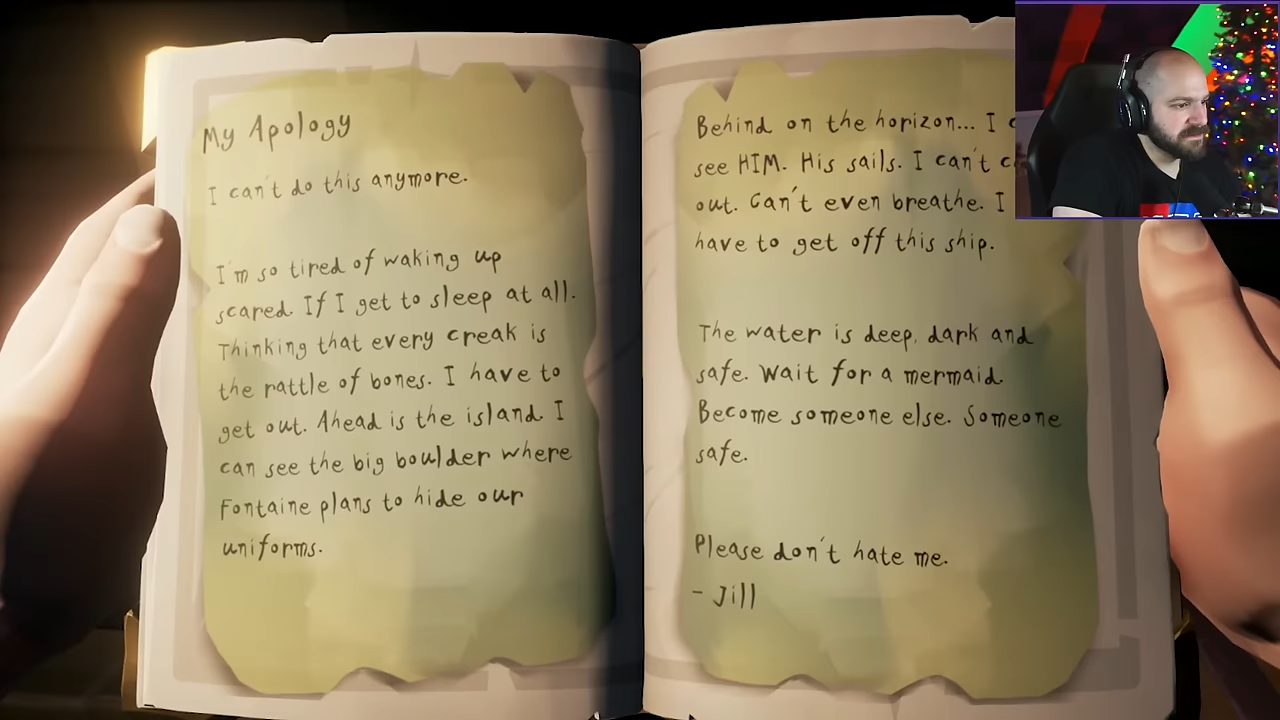 My Apology
I can't do this anymore.
I'm so tired of waking up
scared. If I get to sleep at all.
Thinking that every creak is
the rattle of bones. I have to
get out. Ahead is the island. I
can see the big boulder where
Fontaine plans to hide our
uniforms.
Behind on the horizon... I
see HIM. His sails. I can't
out. Can't even breathe. I
have to get off this ship.
The water is deep, dark and
safe. Wait for a mermaid.
Become someone else. Someone
safe.
Please don't hate me.
- Jill